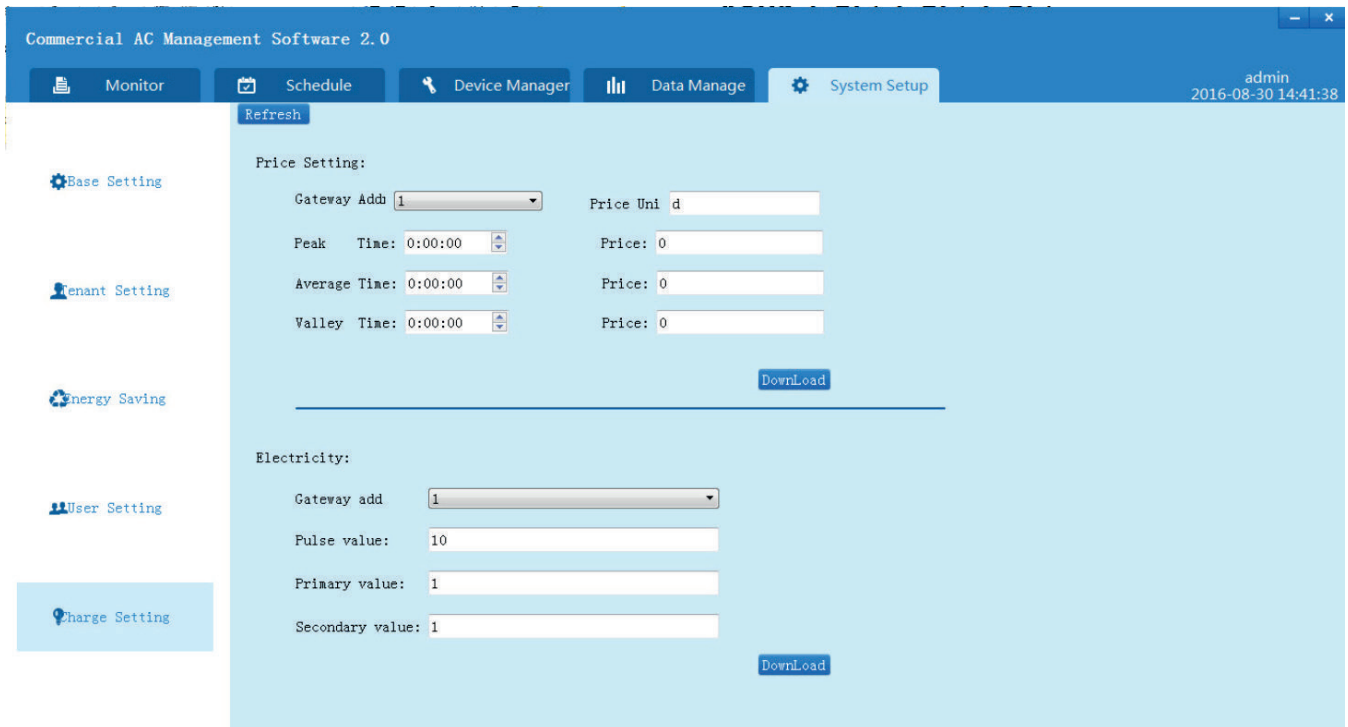 Commercial AC Management Software 2.0
Monitor
Schedule
Device Manager
Data Manage
System Setup
admin
2016-08-30 14:41:38
Refresh
Base Setting
Tenant Setting
Energy Saving
User Setting
Charge Setting
Price Setting:
Gateway Add 1
Price Uni d
Peak Time: 0:00:00
Price: 0
Average Time: 0:00:00
Price: 0
Valley Time: 0:00:00
Price: 0
DownLoad
Electricity:
Gateway add 1
Pulse value: 10
Primary value: 1
Secondary value: 1
DownLoad